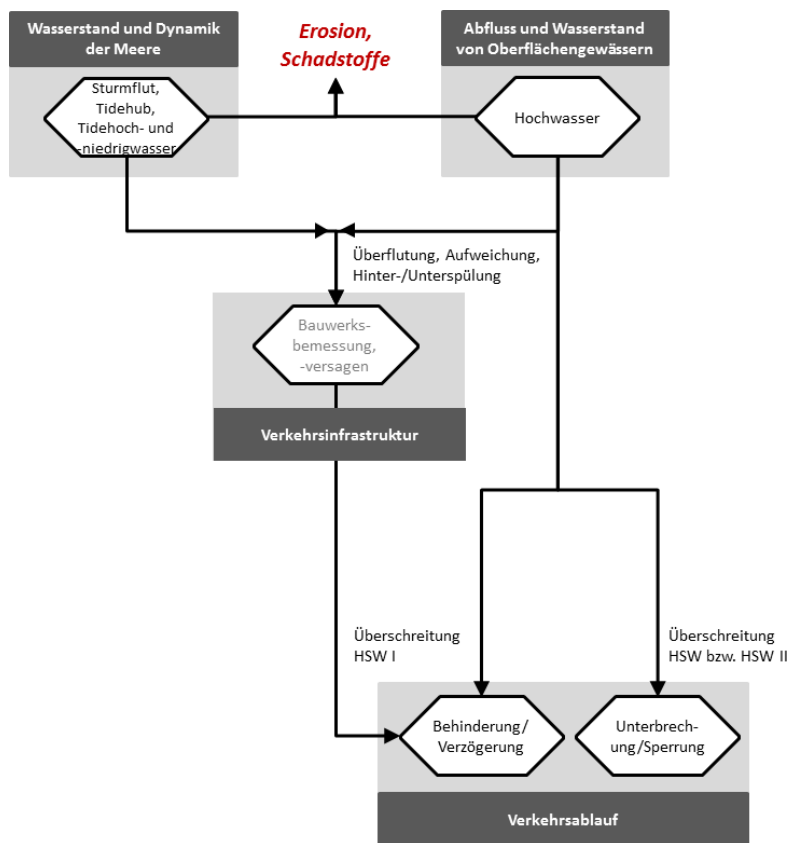 Wasserstand und Dynamik
der Meere
Erosion,
Schadstoffe
Abfluss und Wasserstand
von Oberflächengewässern
Sturmflut,
Tidehub,
Tidehoch- und
-niedrigwasser
Hochwasser
Überflutung, Aufweichung,
Hinter-/Unterspülung
Bauwerks-
bemessung,
-versagen
Verkehrsinfrastruktur
Überschreitung
HSW I
Überschreitung
HSW bzw. HSW II
Behinderung/
Verzögerung
Unterbrech-
ung/Sperrung
Verkehrsablauf